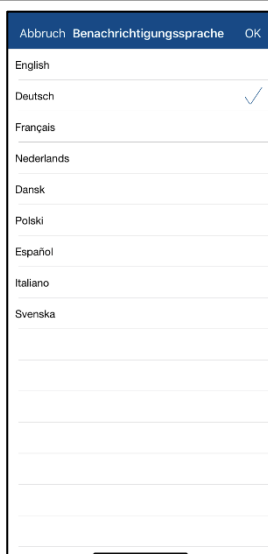 Abbruch Benachrichtigungssprache OK
English
Deutsch
Français
Nederlands
Dansk
Polski
Español
Italiano
Svenska